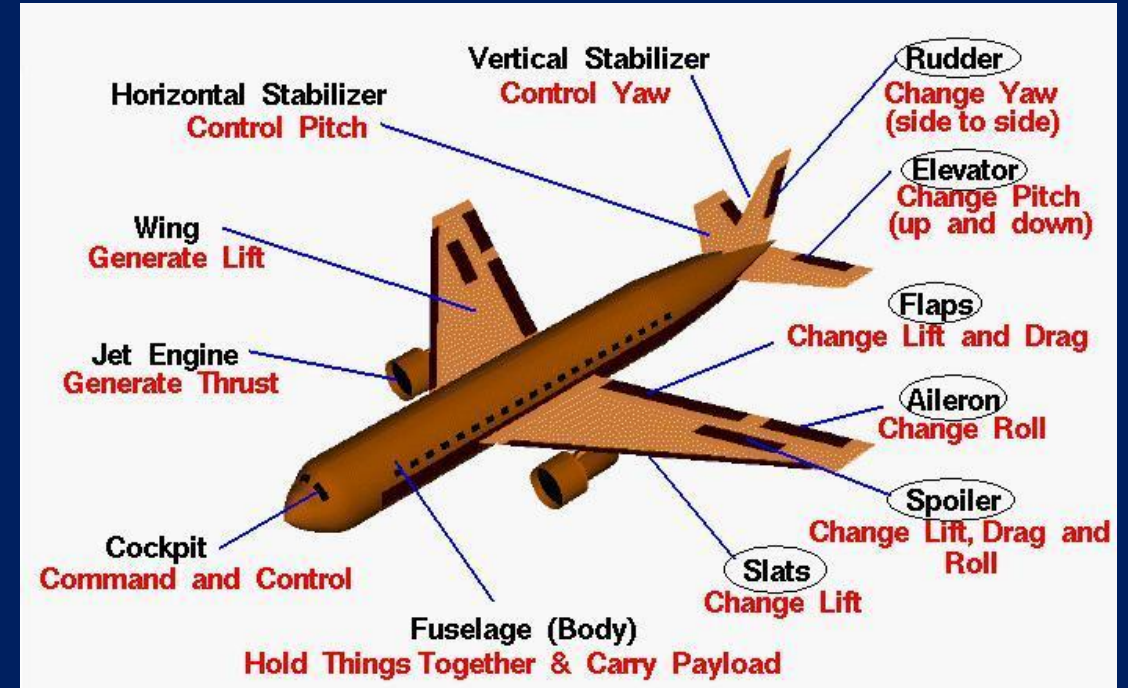 Vertical Stabilizer
Control Yaw
Rudder
Change Yaw
(side to side)
Horizontal Stabilizer
Control Pitch
Elevator
Change Pitch
(up and down)
Wing
Generate Lift
Flaps
Change Lift and Drag
Jet Engine
Generate Thrust
Aileron
Change Roll
Spoiler
Change Lift, Drag and
Roll
Cockpit
Command and Control
Slats
Change Lift
Fuselage (Body)
Hold Things Together & Carry Payload